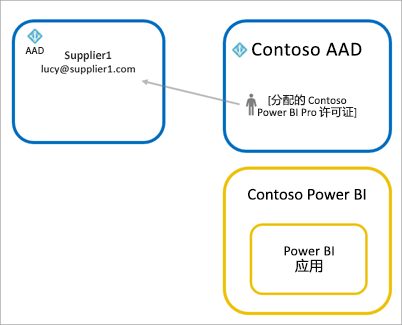 AAD
Supplier1
lucy@supplier1.com
Contoso AAD
[分配的 Contoso
Power BI Pro 许可证]
Contoso Power BI
Power BI
应用